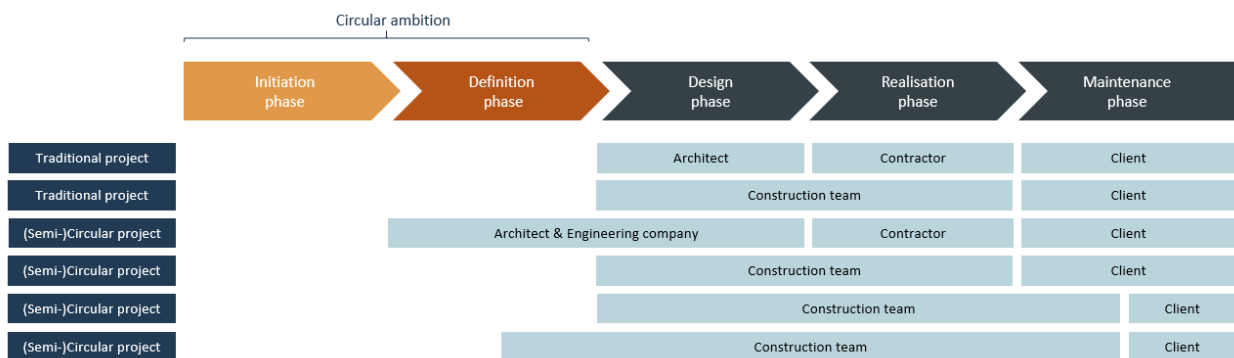 Circular ambition
Initiation
phase
Definition
phase
Design
phase
Realisation
phase
Maintenance
phase
Traditional project
Architect
Contractor
Client
Traditional project
Construction team
Client
(Semi-)Circular project
Architect & Engineering company
Contractor
Client
(Semi-)Circular project
Construction team
Client
(Semi-)Circular project
Construction team
Client
(Semi-)Circular project
Construction team
Client